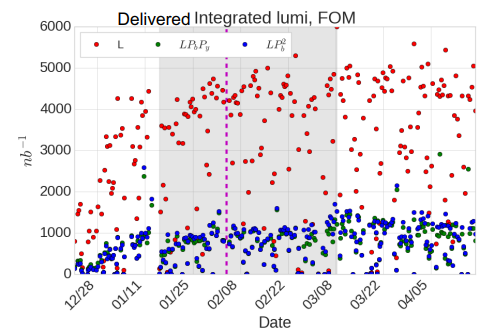 Delivered Integrated lumi, FOM
L LP_bP_y LP_b^2
6000
5000
4000
3000
2000
1000
0
nb^{-1}
12/28 01/11 01/25 02/08 02/22 03/08 03/22 04/05
Date